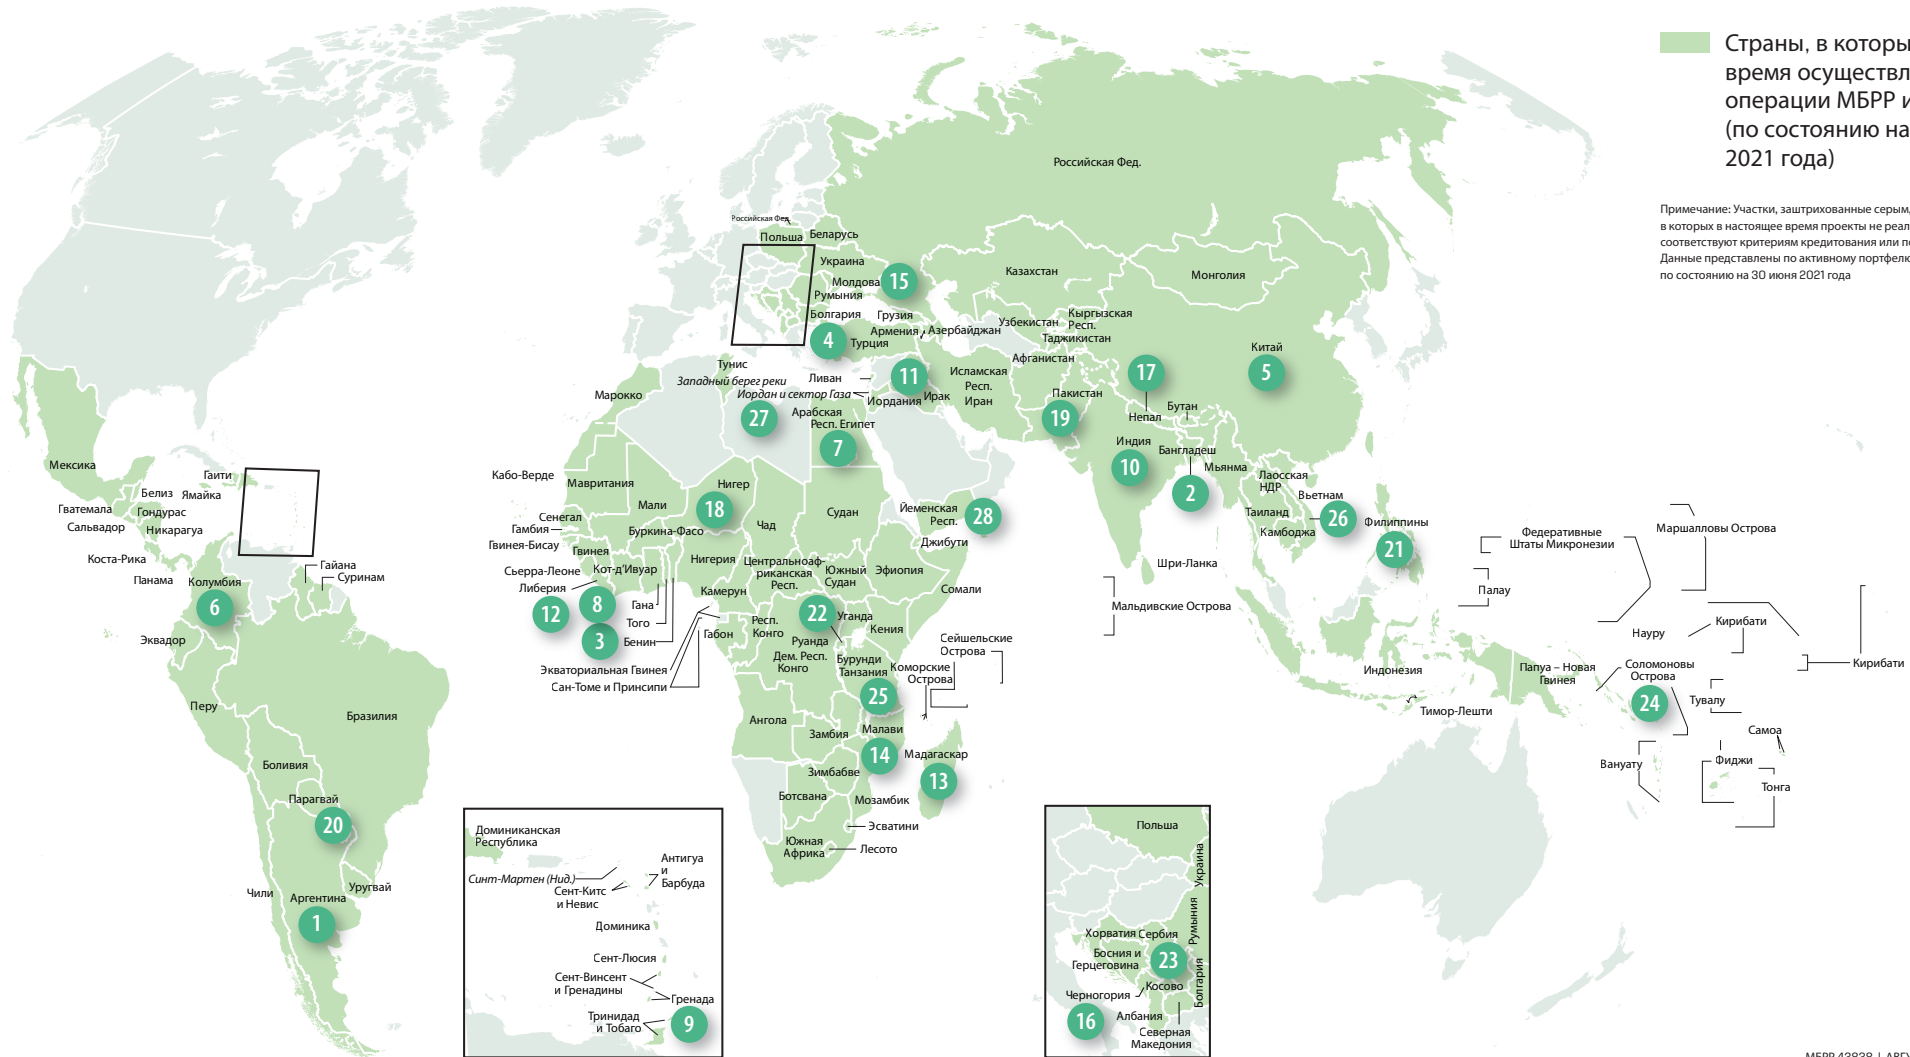 Страны, в которы
время осуществл
операции МБРР и
(по состоянию на
2021 года)
Примечание: Участки, заштрихованные серым,
в которых в настоящее время проекты не реал
соответствуют критериям кредитования или п
Данные представлены по активному портфелю
по состоянию на 30 июня 2021 года
Российская Фед.
Российская Фед.
Польша
Беларусь
Украина
Молдова
15
Румыния
Болгария
Грузия
4
Турция
Армения
Азербайджан
Казахстан
Узбекистан
Кыргызская
Респ.
Таджикистан
Афганистан
Монголия
Китай
5
Тунис
Западный берег реки
Иордан и сектор Газа
Ливан
11
Иордания
Ирак
Исламская
Респ.
Иран
Пакистан
19
17
Непал
Бутан
Марокко
27
Арабская
Респ. Египет
7
Индия
10
Бангладеш
2
Мьянма
Лаосская
НДР
Вьетнам
26
Таиланд
Камбоджа
Филиппины
21
Мексика
Гаити
Белиз
Ямайка
Гватемала
Гондурас
Сальвадор
Никарагуа
Коста-Рика
Панама
Колумбия
6
Гайана
Суринам
Эквадор
Перу
Бразилия
Боливия
Парагвай
20
Чили
Аргентина
1
Уругвай
Кабо-Верде
Мавритания
Мали
Нигер
18
Чад
Судан
Йеменская
Респ.
28
Джибути
Сенегал
Гамбия
Гвинея-Бисау
Гвинея
Буркина-Фасо
Нигерия
Сьерра-Леоне
Либерия
12
Кот-д'Ивуар
8
3
Гана
Того
Бенин
Камерун
Центральноаф-
риканская
Респ.
Южный
Судан
Эфиопия
Сомали
Экваториальная Гвинея
Сан-Томе и Принсипи
Габон
Респ.
Конго
22
Уганда
Руанда
Кения
Дем. Респ.
Конго
Бурунди
Танзания
25
Сейшельские
Острова
Коморские
Острова
Ангола
Замбия
Малави
14
Мадагаскар
13
Зимбабве
Ботсвана
Мозамбик
Эсватини
Южная
Африка
Лесото
Шри-Ланка
Мальдивские Острова
Индонезия
Тимор-Лешти
Папуа – Новая
Гвинея
Федеративные
Штаты Микронезии
Маршалловы Острова
Палау
Науру
Кирибати
Кирибати
Соломоновы
Острова
24
Тувалу
Самоа
Вануату
Фиджи
Тонга
Доминиканская
Республика
Синт-Мартен (Нид.)
Сент-Китс
и Невис
Антигуа
и
Барбуда
Доминика
Сент-Люсия
Сент-Винсент
и Гренадины
Гренада
9
Тринидад
и Тобаго
Польша
Украина
Румыния
Хорватия
Сербия
Босния и
Герцеговина
23
Болгария
Косово
Черногория
16
Албания
Северная
Македония